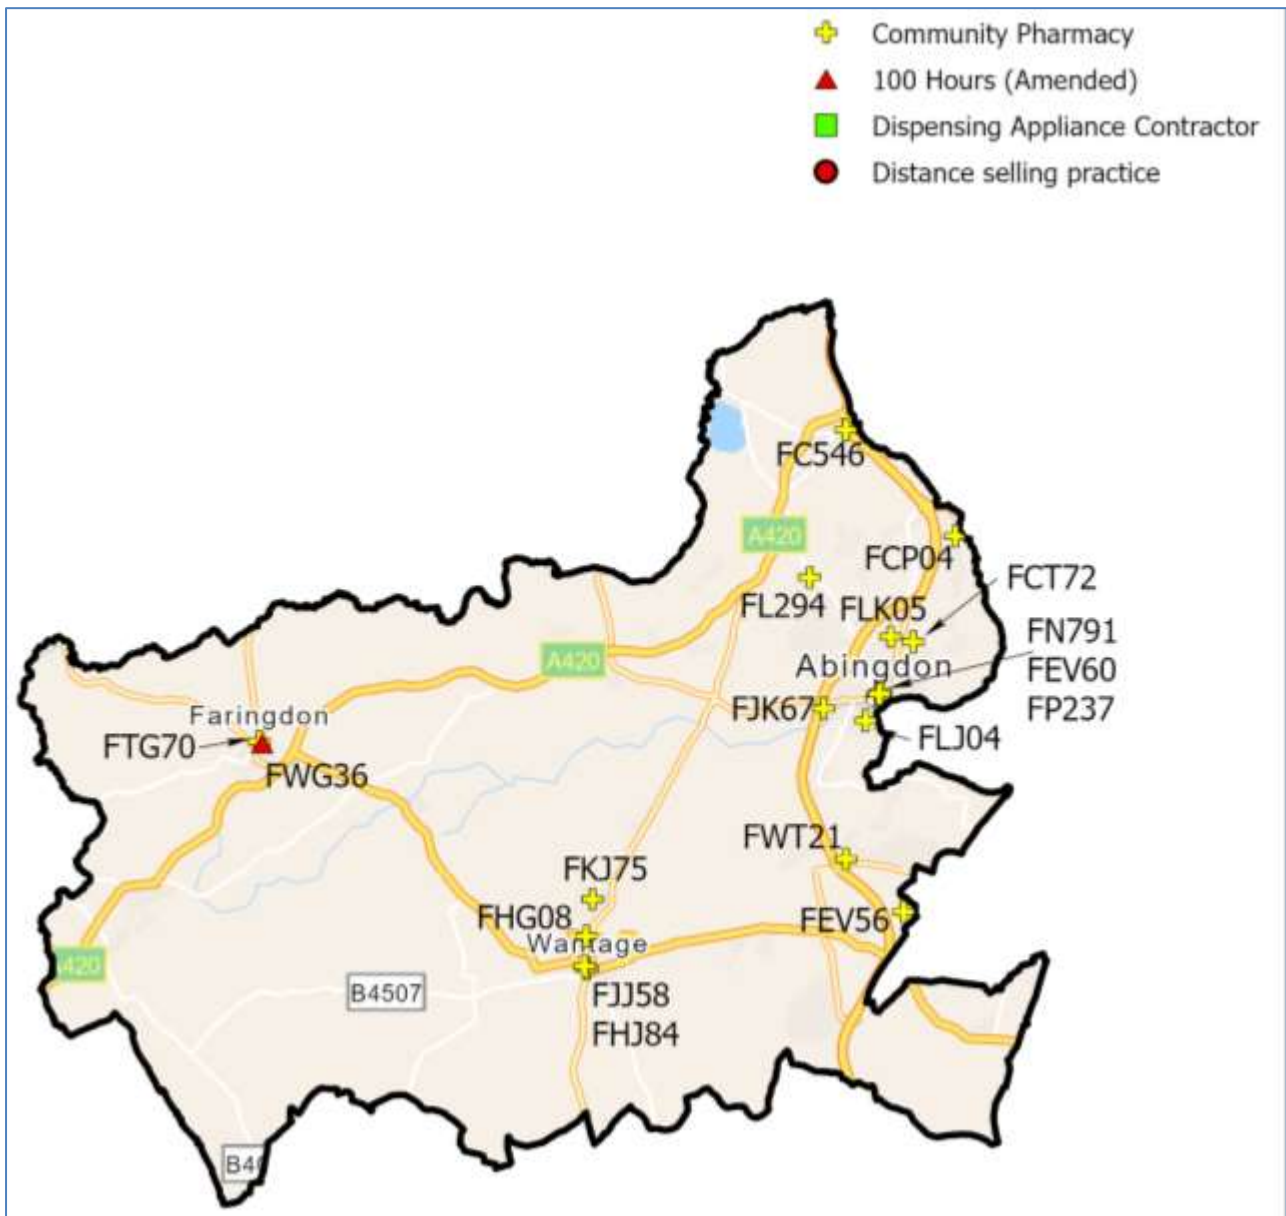 Community Pharmacy
100 Hours (Amended)
Dispensing Appliance Contractor
Distance selling practice
FC546
A420
FCP04
FCT72
FL294
FLK05
FN791
A420
Abingdon
FEV60
FJK67
FP237
Faringdon
FLJ04
FTG70
FWG36
FWT21
FKJ75
FHG08
FEV56
Wantage
A420
B4507
FJJ58
FHJ84